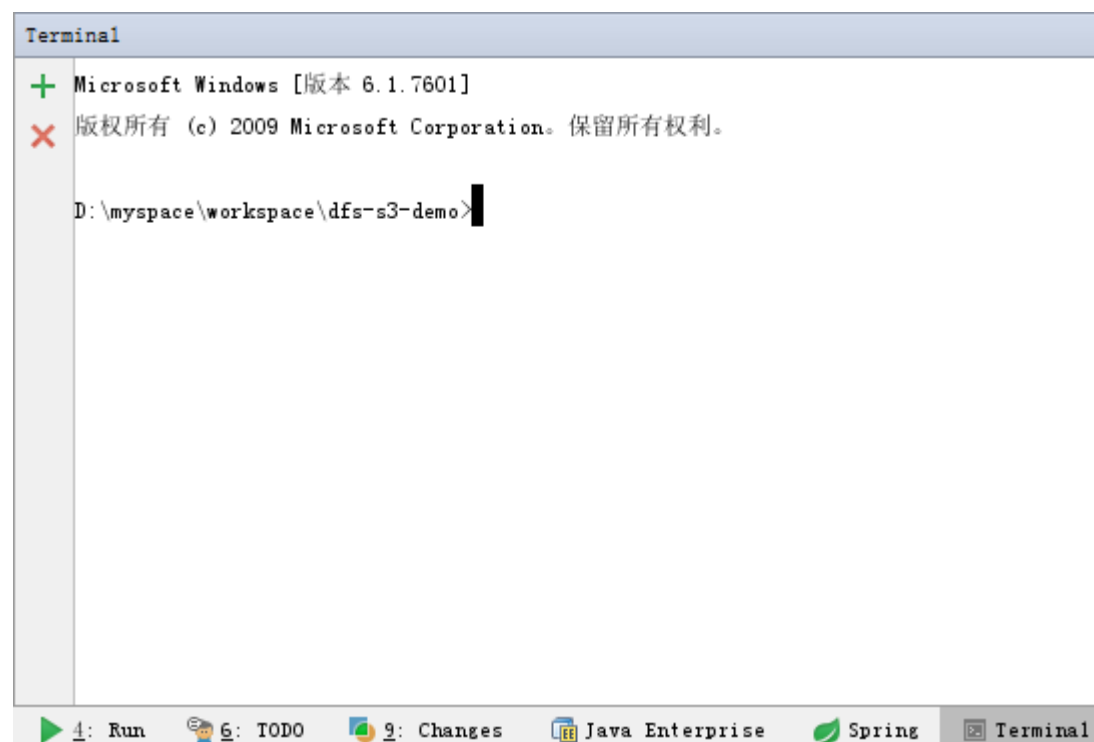 Terminal
Microsoft Windows [版本 6.1.7601]
版权所有 (c) 2009 Microsoft Corporation。保留所有权利。
D:\myspace\workspace\dfs-s3-demo>
4: Run 6: TODO 9: Changes Java Enterprise Spring Terminal